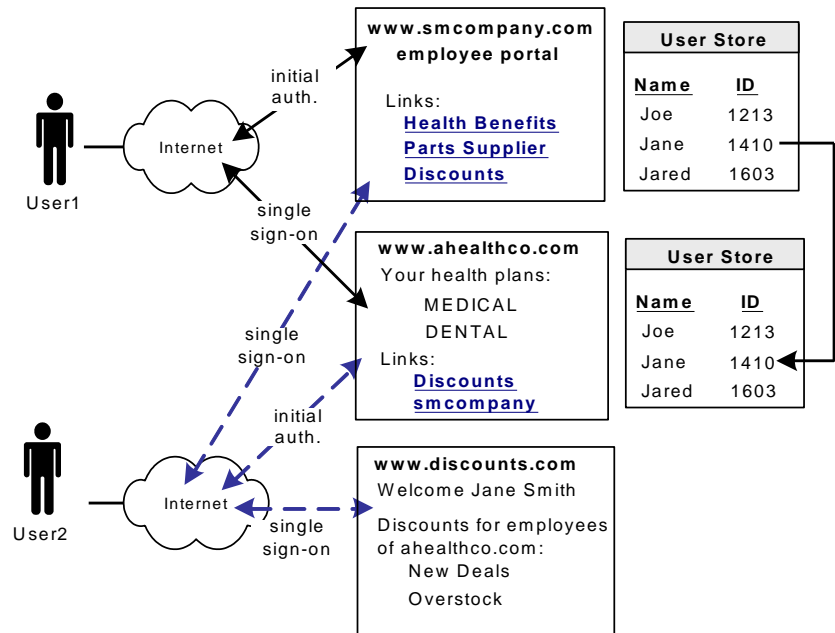 www.smcompany.com
employee portal
Links:
Health Benefits
Parts Supplier
Discounts
User Store
Name ID
Joe 1213
Jane 1410
Jared 1603
initial
auth.
Internet
User1
single
sign-on
www.ahealthco.com
Your health plans:
MEDICAL
DENTAL
Links:
Discounts
smcompany
User Store
Name ID
Joe 1213
Jane 1410
Jared 1603
single
sign-on
initial
auth.
Internet
User2
single
sign-on
www.discounts.com
Welcome Jane Smith
Discounts for employees
of ahealthco.com:
New Deals
Overstock